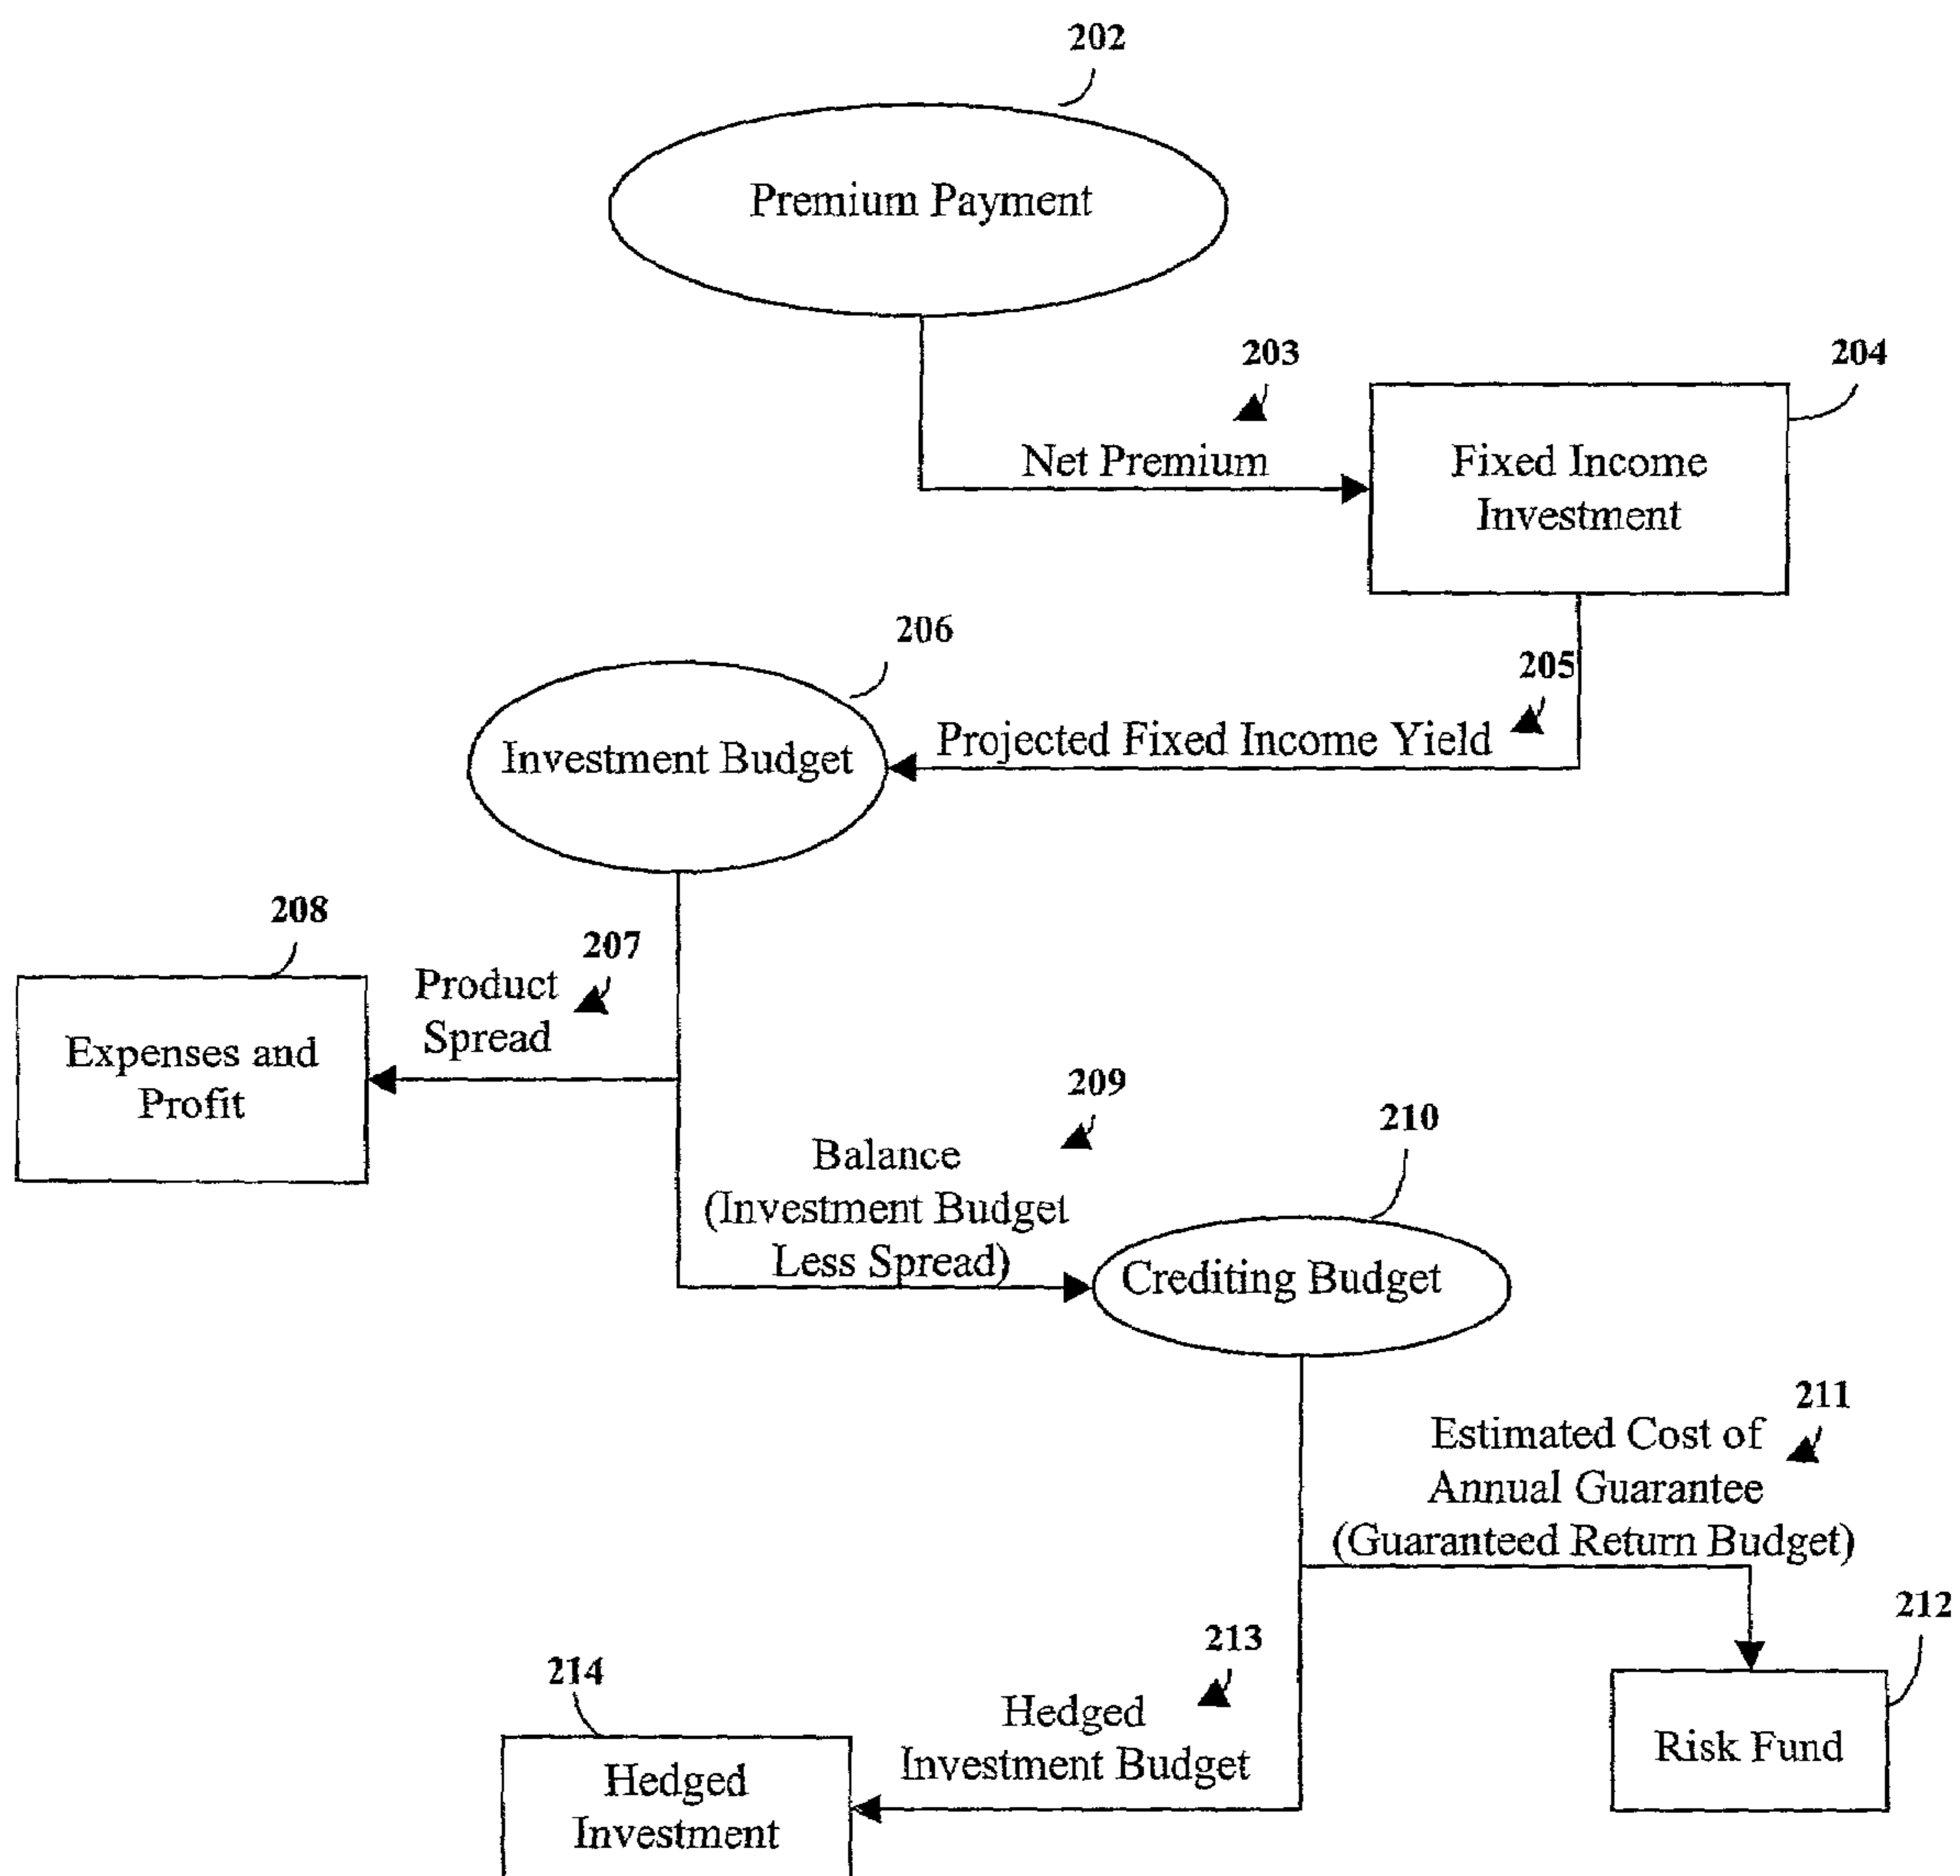 202
Premium Payment
203
204
Net Premium
Fixed Income
Investment
206
205
Investment Budget
Projected Fixed Income Yield
208
207
Product
Spread
Expenses and
Profit
209
210
Balance
(Investment Budget
Less Spread)
Crediting Budget
211
Estimated Cost of
Annual Guarantee
(Guaranteed Return Budget)
212
213
214
Hedged
Investment Budget
Risk Fund
Hedged
Investment